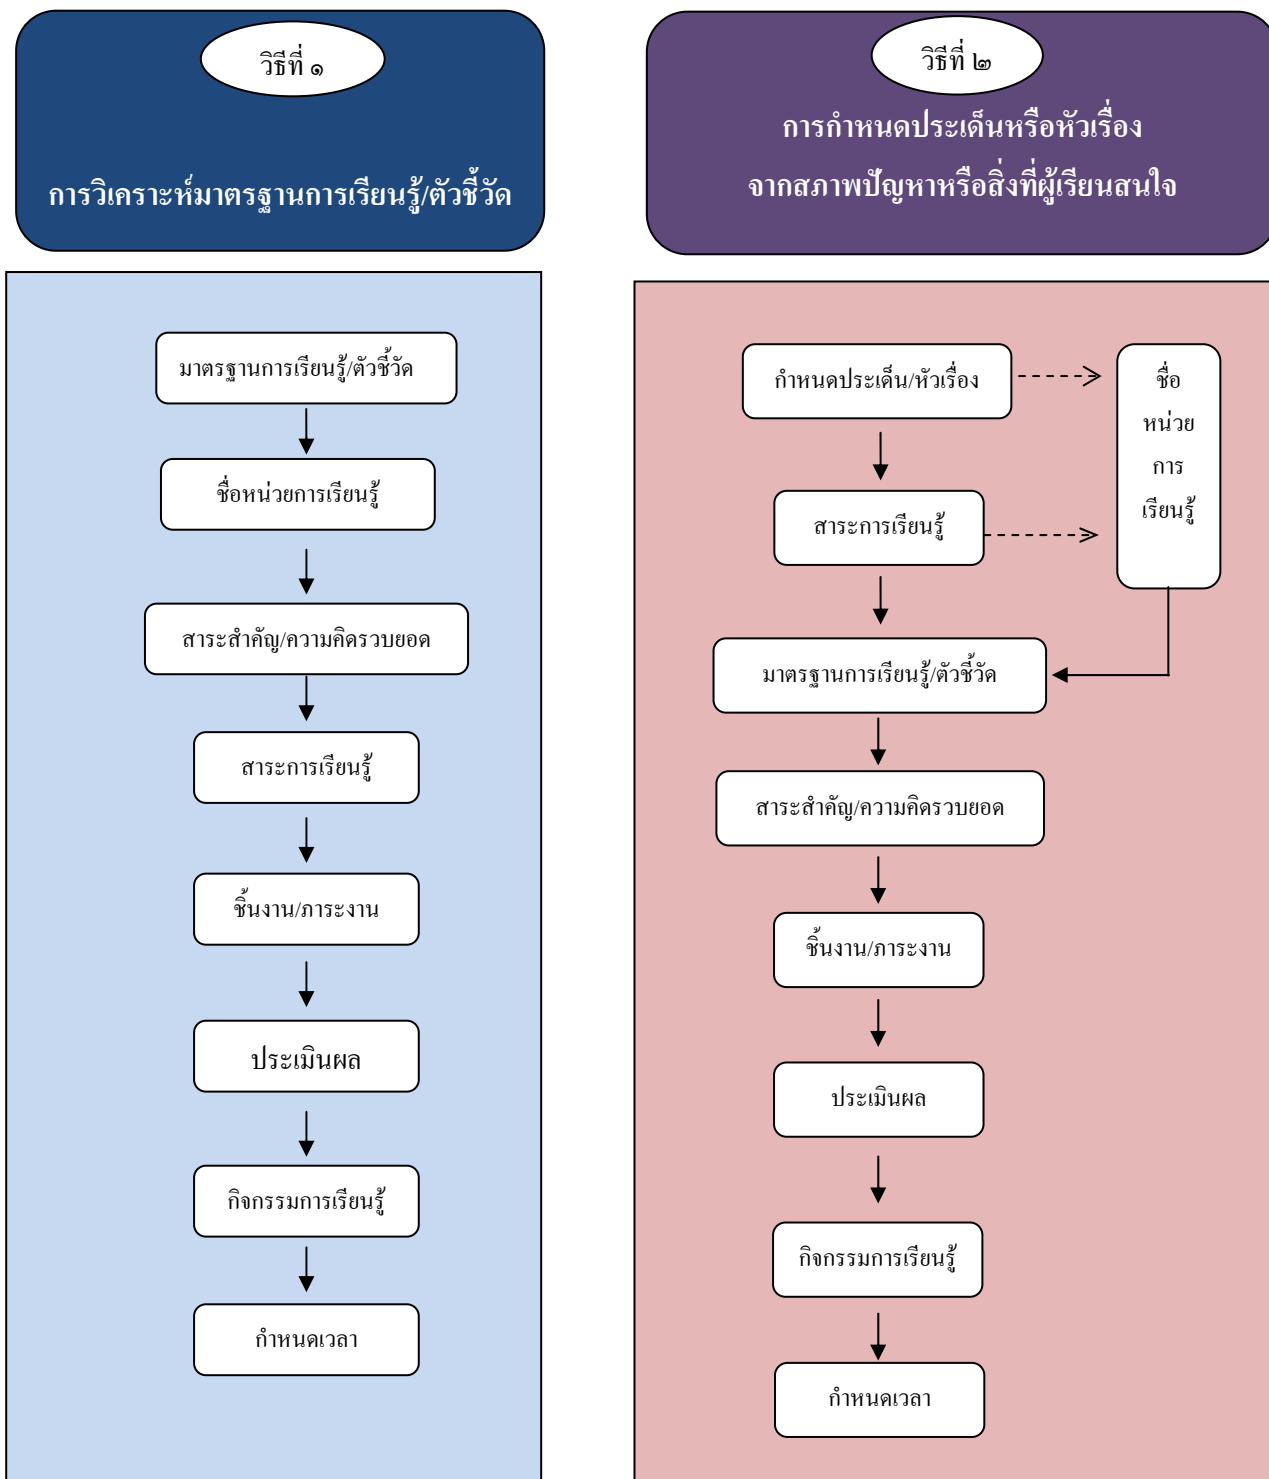 วิธีที่ ๑
การวิเคราะห์มาตรฐานการเรียนรู้/ตัวชี้วัด
มาตรฐานการเรียนรู้/ตัวชี้วัด
ชื่อหน่วยการเรียนรู้
สาระสำคัญ/ความคิดรวบยอด
สาระการเรียนรู้
ชิ้นงาน/ภาระงาน
ประเมินผล
กิจกรรมการเรียนรู้
กำหนดเวลา
วิธีที่ ๒
การกำหนดประเด็นหรือหัวเรื่อง
จากสภาพปัญหาหรือสิ่งที่ผู้เรียนสนใจ
กำหนดประเด็น/หัวเรื่อง
ชื่อ
หน่วย
การ
เรียนรู้
สาระการเรียนรู้
มาตรฐานการเรียนรู้/ตัวชี้วัด
สาระสำคัญ/ความคิดรวบยอด
ชิ้นงาน/ภาระงาน
ประเมินผล
กิจกรรมการเรียนรู้
กำหนดเวลา